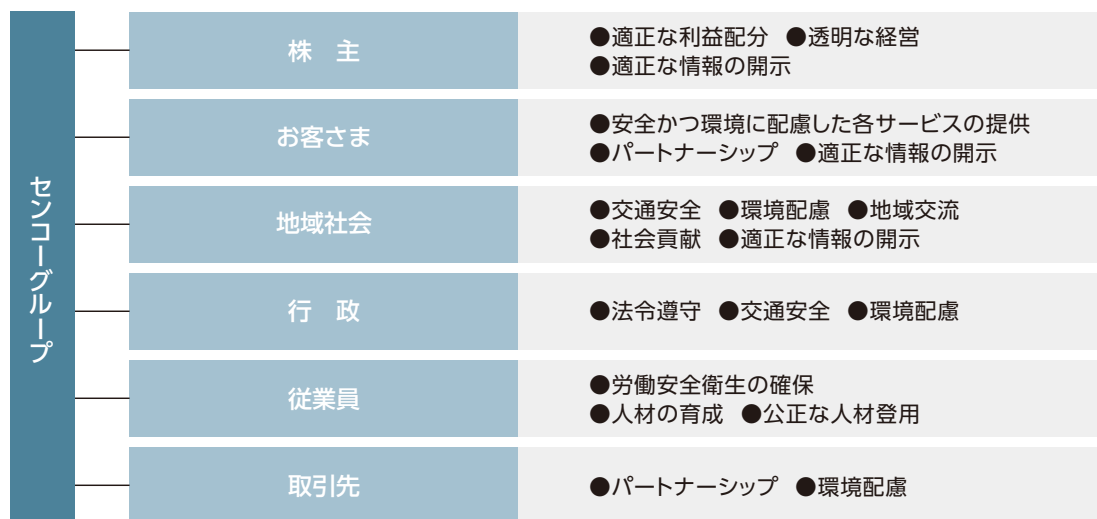 センコーグループ
株 主
●適正な利益配分 ●透明な経営
●適正な情報の開示
お客さま
●安全かつ環境に配慮した各サービスの提供
●パートナーシップ ●適正な情報の開示
地域社会
●交通安全 ●環境配慮 ●地域交流
●社会貢献 ●適正な情報の開示
行 政
●法令遵守 ●交通安全 ●環境配慮
従業員
●労働安全衛生の確保
●人材の育成 ●公正な人材登用
取引先
●パートナーシップ ●環境配慮